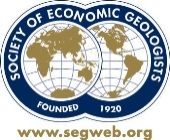 SOCIETY OF ECONOMIC GEOLOGISTS
FOUNDED 1920
www.segweb.org